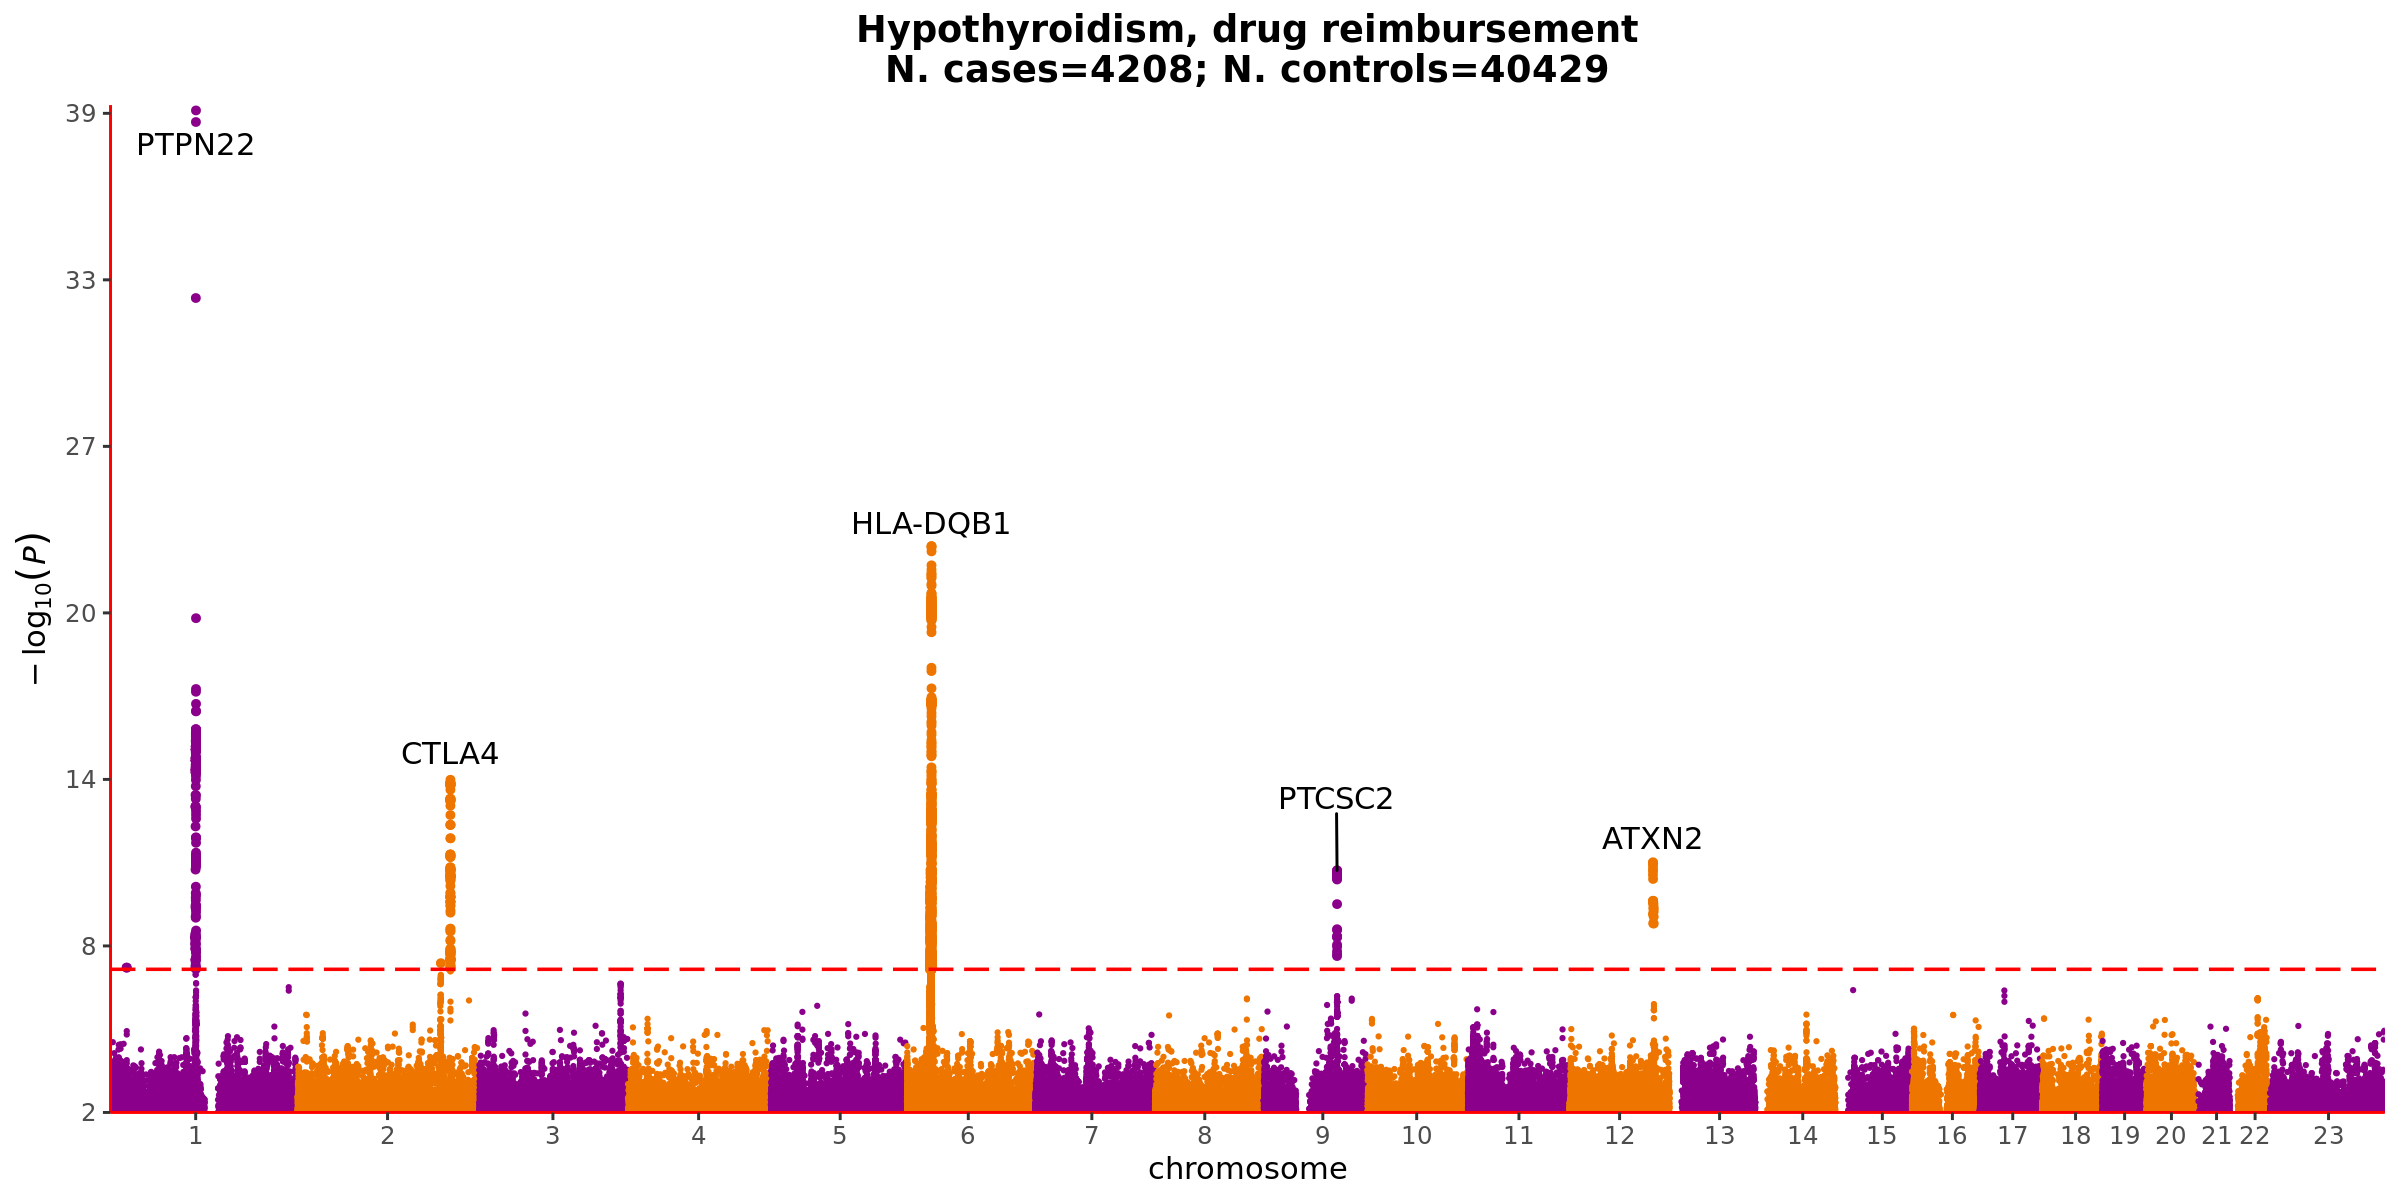 Hypothyroidism, drug reimbursement
N. cases=4208; N. controls=40429
39
PTPN22
33
27
HLA-DQB1
20
CTLA4
14
PTCSC2
ATXN2
8
2
−log10(P)
1 2 3 4 5 6 7 8 9 10 11 12 13 14 15 16 17 18 19 20 21 22 23
chromosome